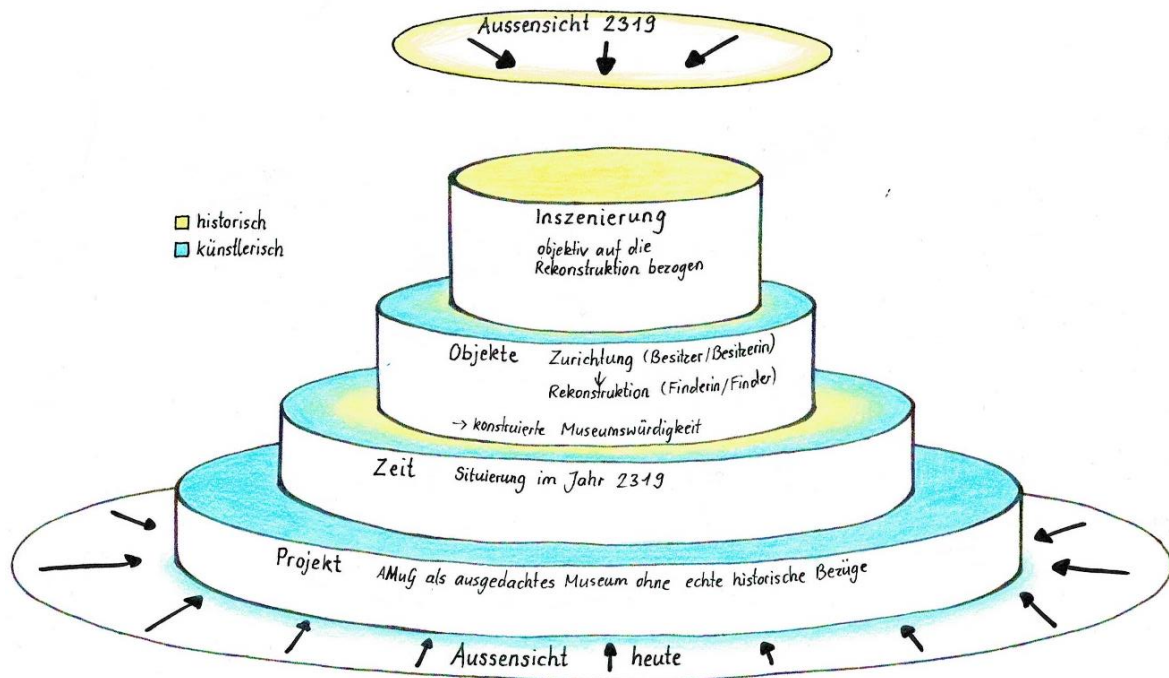 Aussensicht 2319
historisch
künstlerisch
Inszenierung
objektiv auf die
Rekonstruktion bezogen
Objekte Zurichtung (Besitzer/Besitzerin)
↓
Rekonstruktion (Finderin/Finder)
→ konstruierte Museumswürdigkeit
Zeit Situierung im Jahr 2319
Projekt AMuG als ausgedachtes Museum ohne echte historische Bezüge
Aussensicht heute